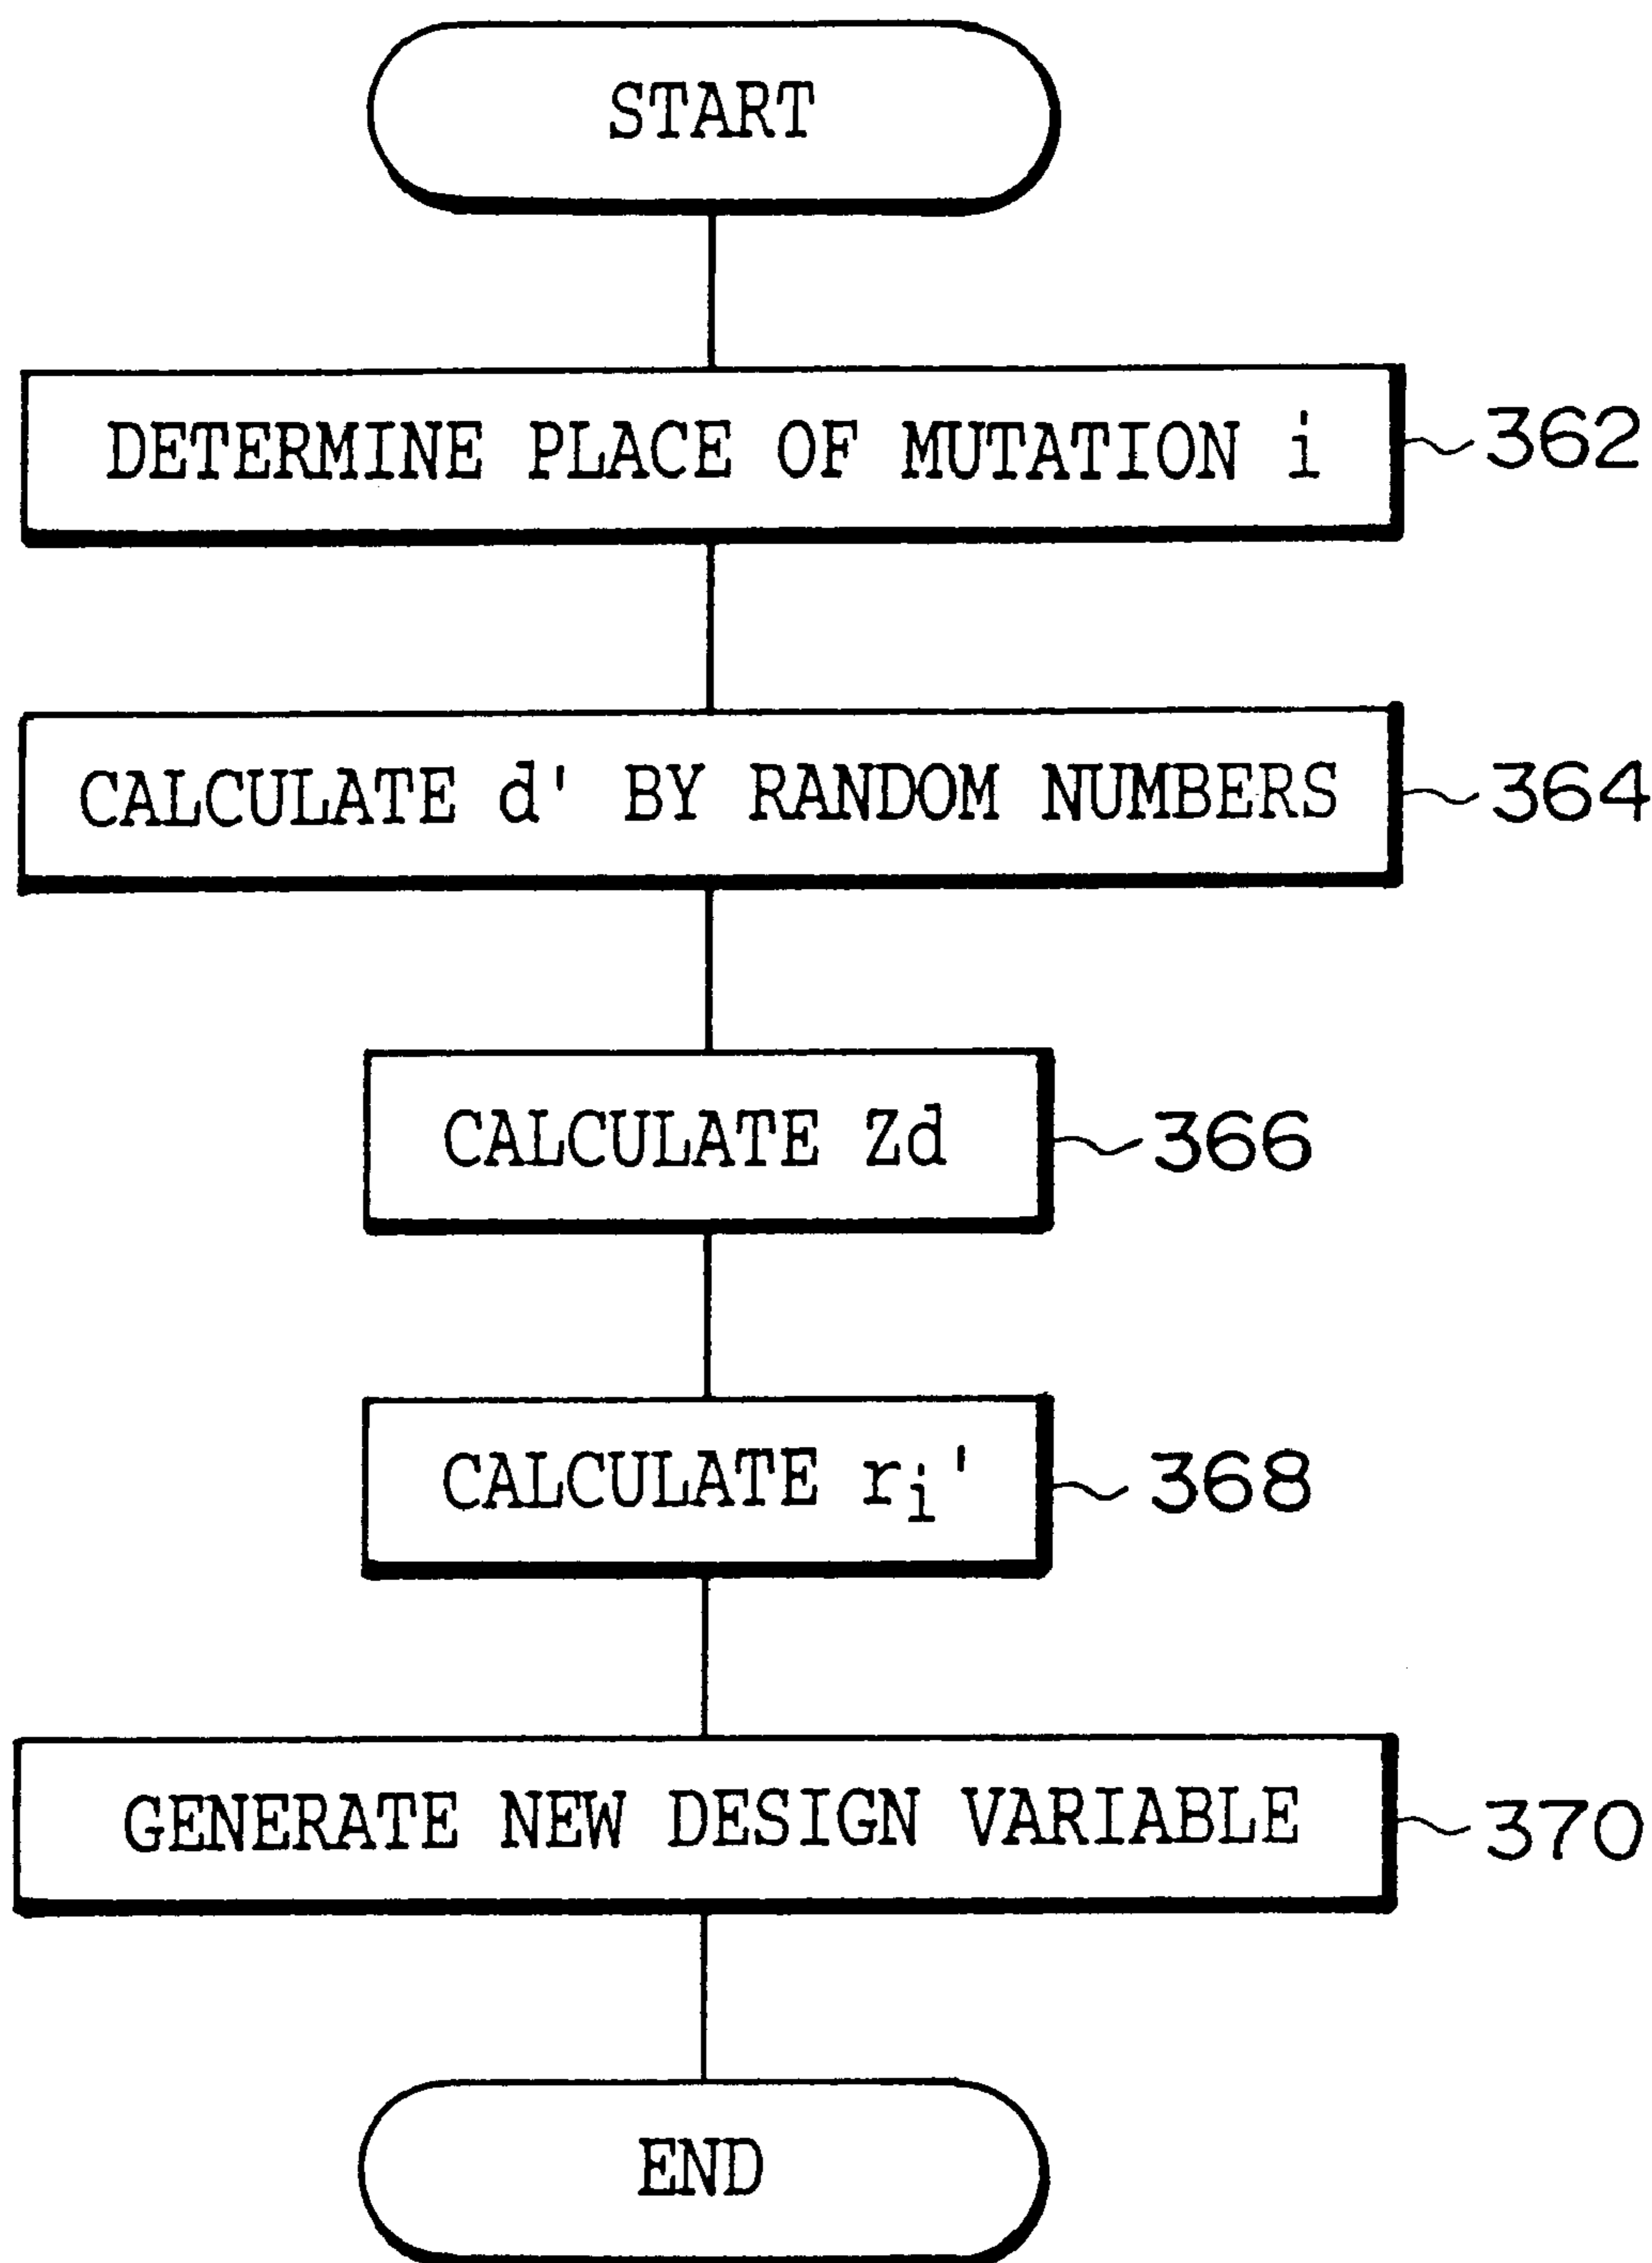 START
DETERMINE PLACE OF MUTATION i
362
CALCULATE d' BY RANDOM NUMBERS
364
CALCULATE Zd
366
CALCULATE ri'
368
GENERATE NEW DESIGN VARIABLE
370
END